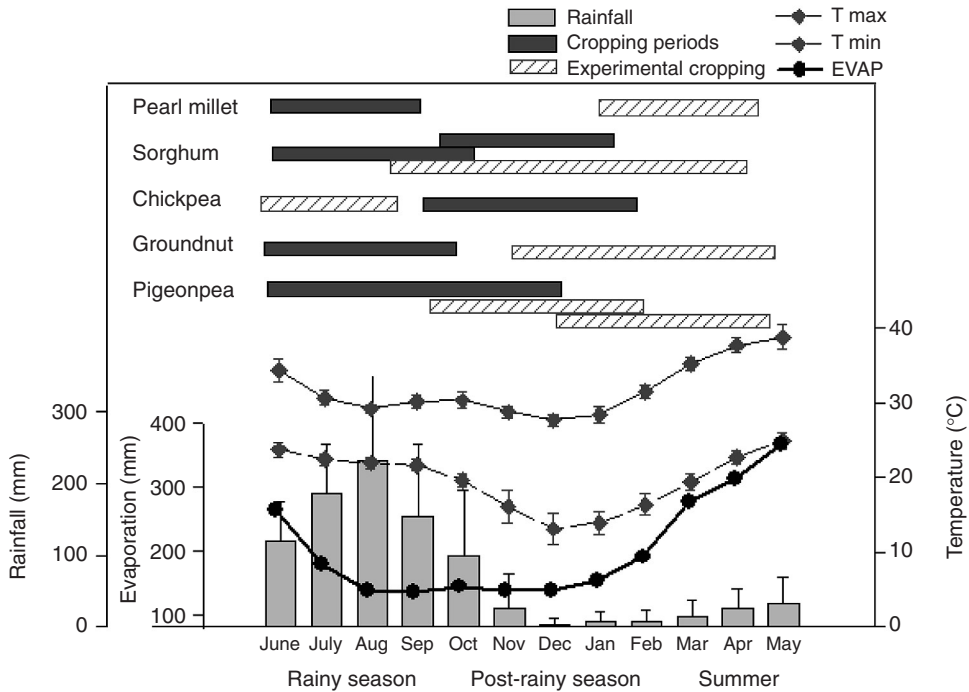 Rainfall
T max
Cropping periods
T min
Experimental cropping
EVAP
Pearl millet
Sorghum
Chickpea
Groundnut
Pigeonpea
Rainfall (mm)
300
200
100
0
Evaporation (mm)
400
300
200
100
Temperature (°C)
40
30
20
10
0
June July Aug Sep Oct Nov Dec Jan Feb Mar Apr May
Rainy season Post-rainy season Summer